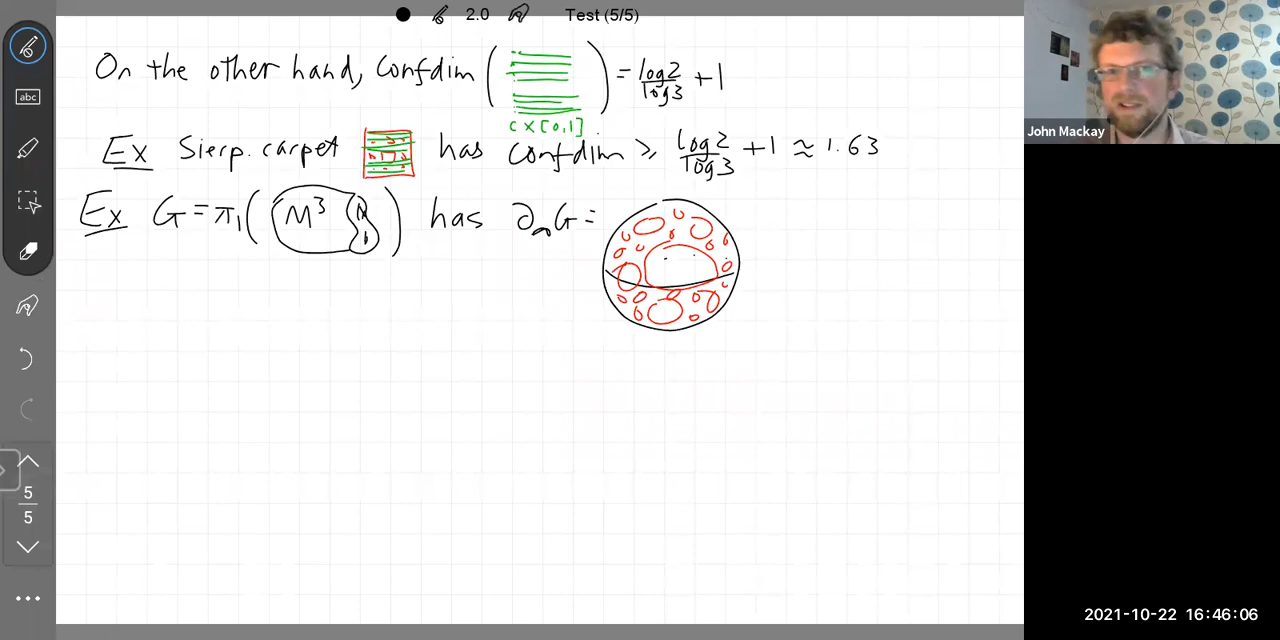 2.0 Test (5/5)
abc
On the other hand, Confdim ( ) = log2/log3 + 1
C × [0,1]
Ex Sierp. carpet has Confdim ⩾ log2/log3 + 1 ≈ 1.63
Ex G = π₁( M³ ) has ∂∞G =
5
5
John Mackay
2021-10-22 16:46:06